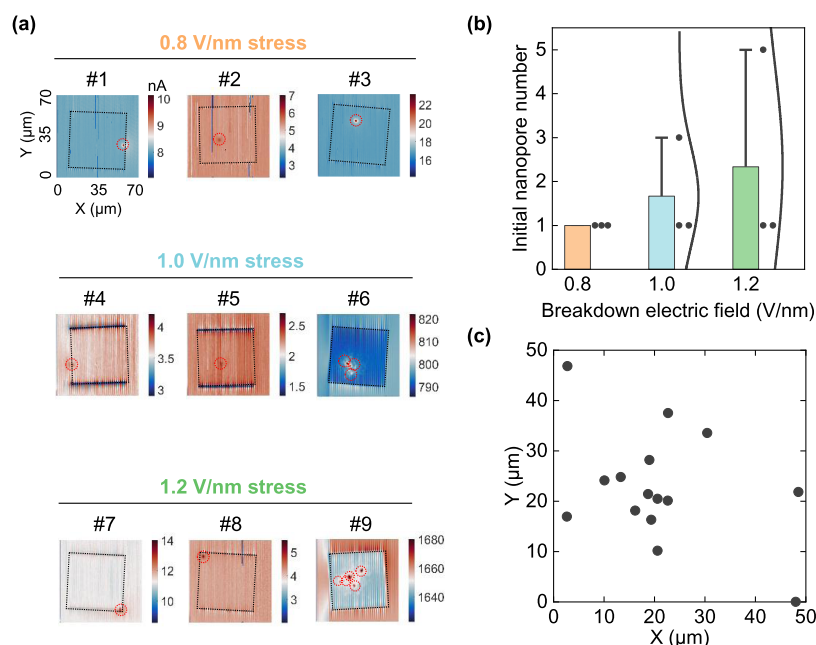 (a)
0.8 V/nm stress
#1 #2 #3
nA
Y (µm)
70
35
0
0 35 70
X (µm)
10
9
8
7
6
5
4
3
2
22
20
18
16
1.0 V/nm stress
#4 #5 #6
4
3.5
3
2.5
2
1.5
820
810
800
790
1.2 V/nm stress
#7 #8 #9
14
12
10
5
4
3
1680
1660
1640
(b)
Initial nanopore number
5
4
3
2
1
0
0.8 1.0 1.2
Breakdown electric field (V/nm)
(c)
Y (µm)
50
40
30
20
10
0
0 10 20 30 40 50
X (µm)